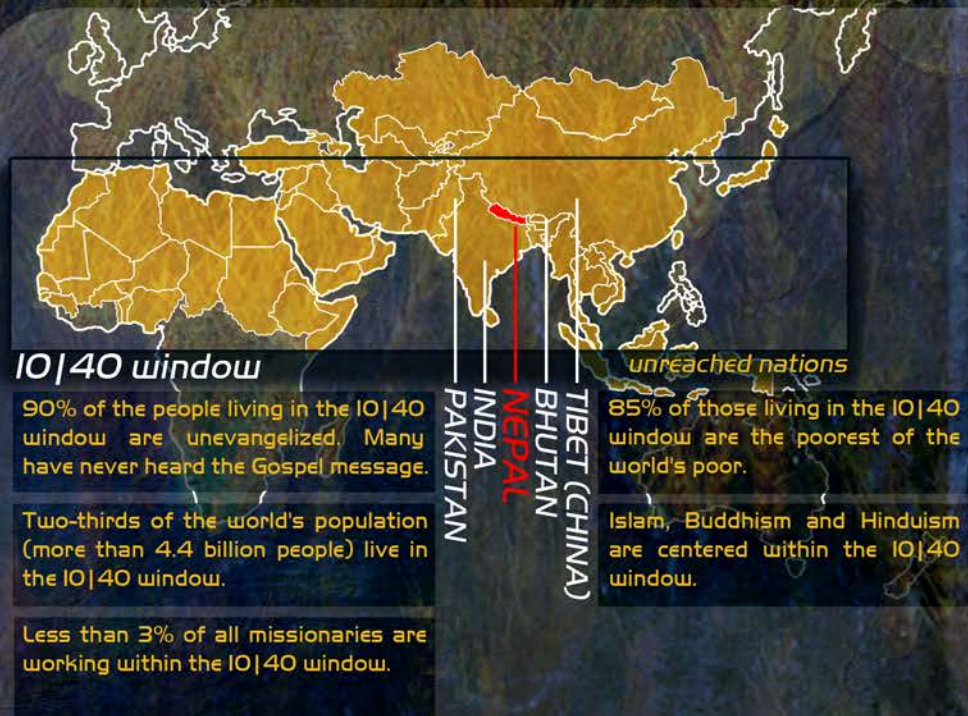 10|40 window
unreached nations
PAKISTAN
INDIA
NEPAL
BHUTAN
TIBET (CHINA)
90% of the people living in the 10|40
window are unevangelized. Many
have never heard the Gospel message.
Two-thirds of the world's population
(more than 4.4 billion people) live in
the 10|40 window.
Less than 3% of all missionaries are
working within the 10|40 window.
85% of those living in the 10|40
window are the poorest of the
world's poor.
Islam, Buddhism and Hinduism
are centered within the 10|40
window.